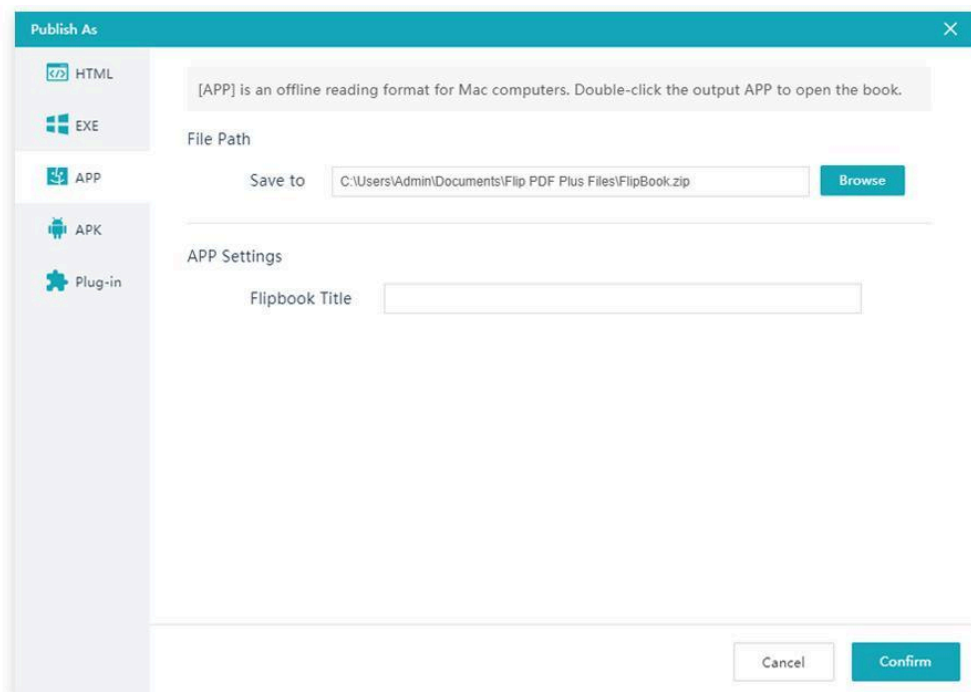 Publish As
HTML
EXE
APP
APK
Plug-in
[APP] is an offline reading format for Mac computers. Double-click the output APP to open the book.
File Path
Save to C:\Users\Admin\Documents\Flip PDF Plus Files\FlipBook.zip Browse
APP Settings
Flipbook Title
Cancel Confirm